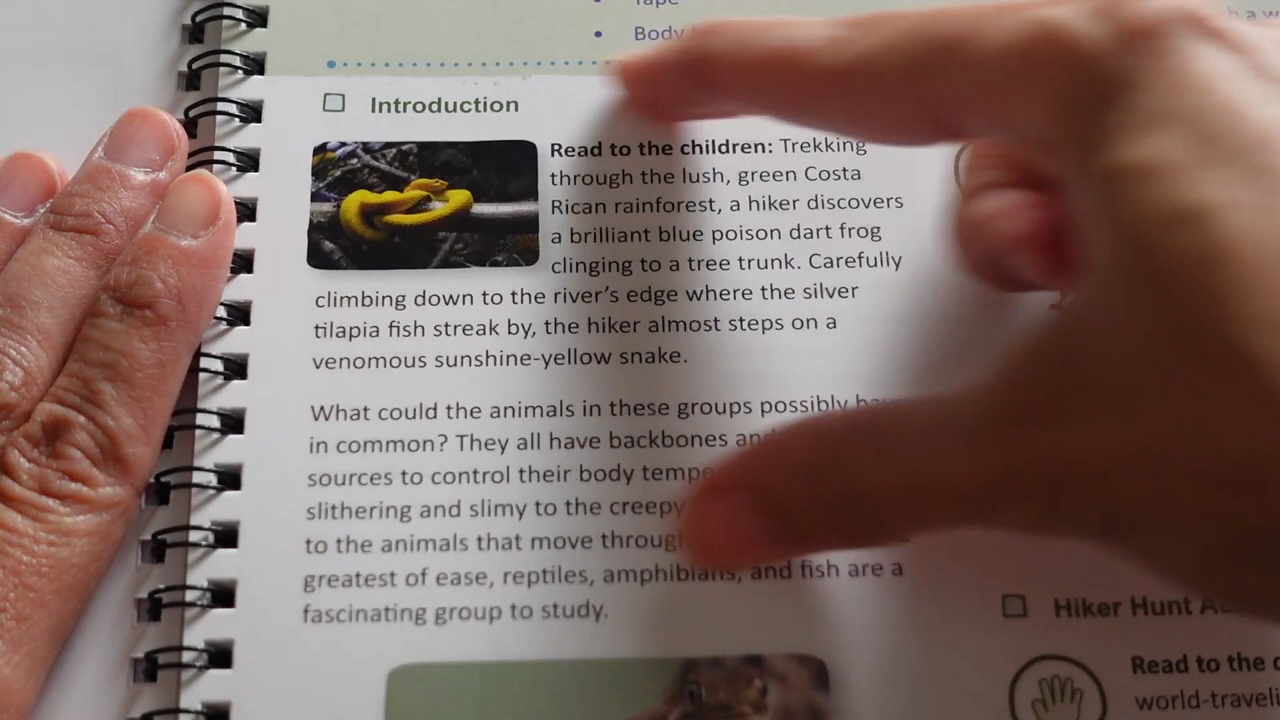 Tape
Body
Introduction
Read to the children: Trekking
through the lush, green Costa
Rican rainforest, a hiker discovers
a brilliant blue poison dart frog
clinging to a tree trunk. Carefully
climbing down to the river's edge where the silver
tilapia fish streak by, the hiker almost steps on a
venomous sunshine-yellow snake.
What could the animals in these groups possibly
in common? They all have backbones
sources to control their body
slithering and slimy to the creepy
to the animals that move
greatest of ease, reptiles, amphibians, and fish are a
fascinating group to study.
Hiker Hunt
Read to the